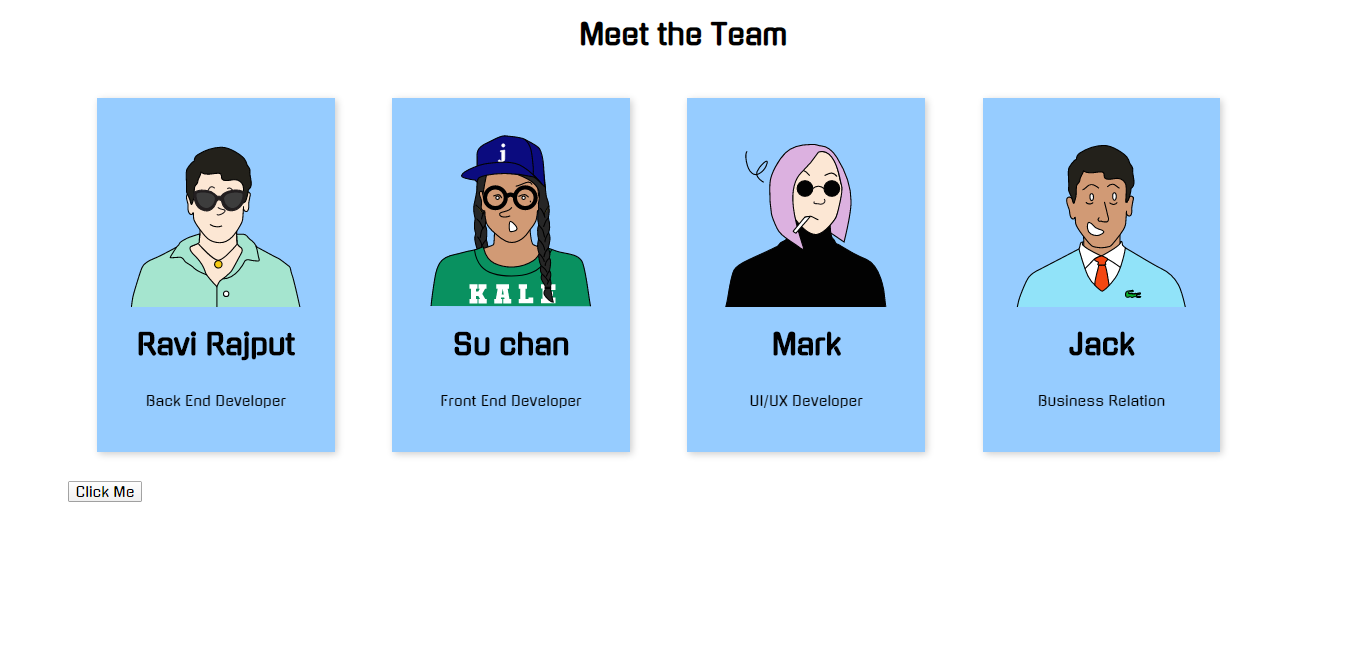 Meet the Team
j
KALE
Ravi Rajput
Su chan
Mark
Jack
Back End Developer
Front End Developer
UI/UX Developer
Business Relation
Click Me